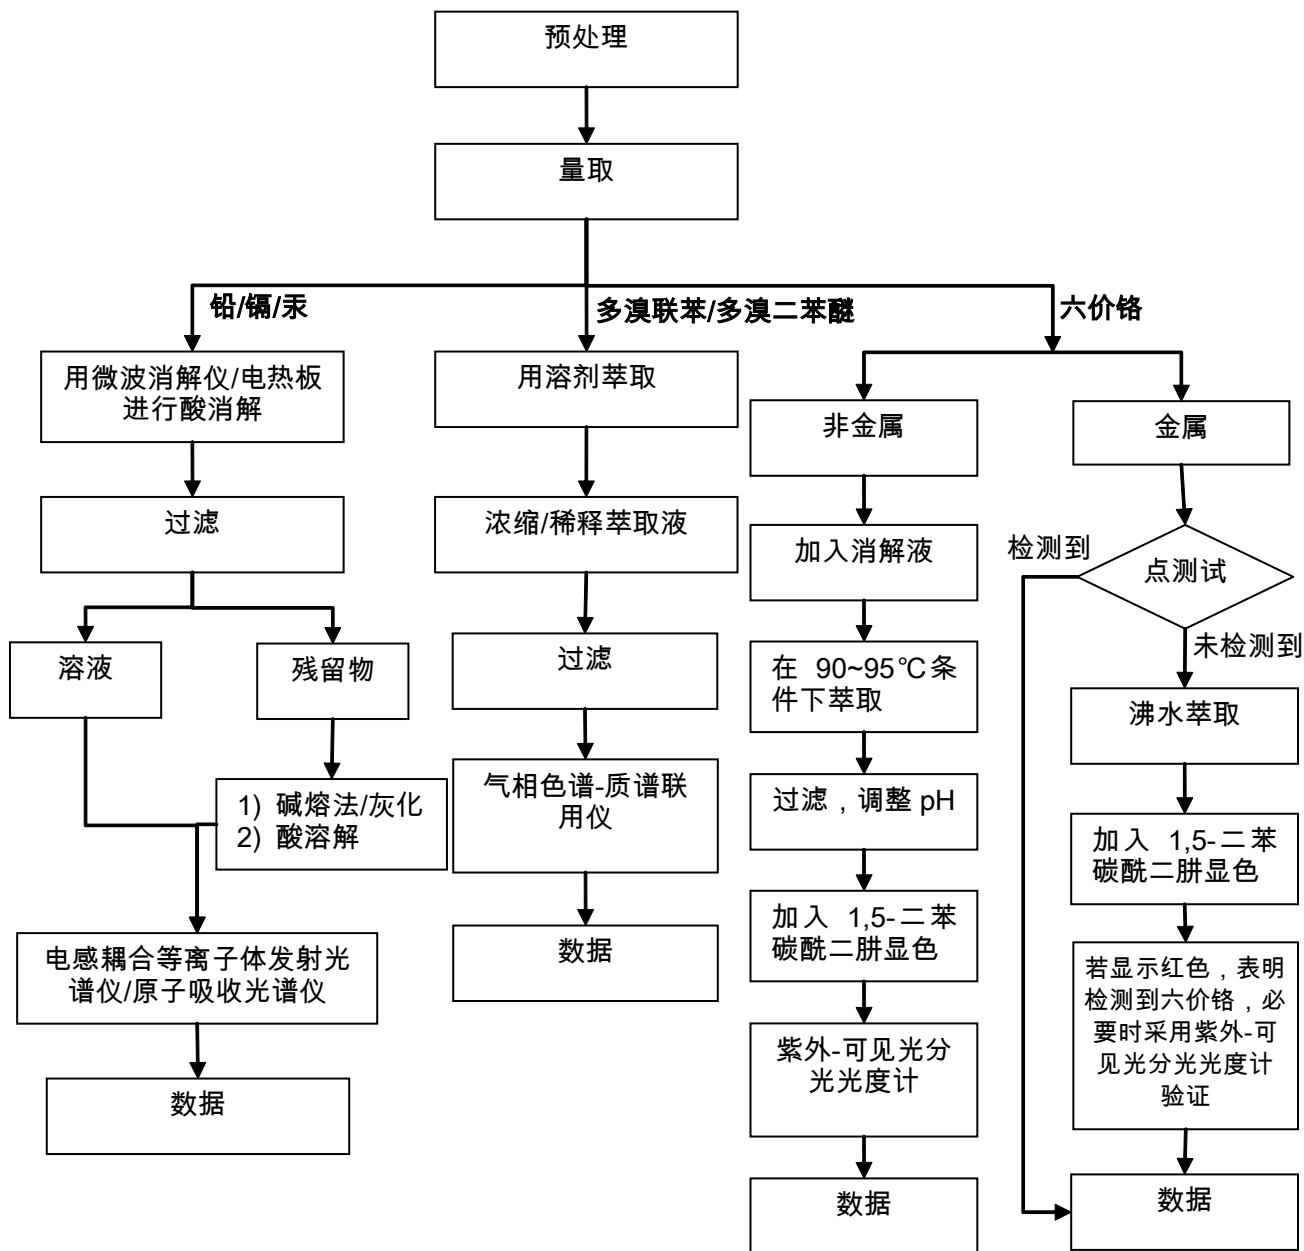 预处理
量取
铅/镉/汞
多溴联苯/多溴二苯醚
六价铬
用微波消解仪/电热板
进行酸消解
过滤
溶液
残留物
1) 碱熔法/灰化
2) 酸溶解
电感耦合等离子体发射光
谱仪/原子吸收光谱仪
数据
用溶剂萃取
浓缩/稀释萃取液
过滤
气相色谱-质谱联
用仪
数据
非金属
加入消解液
在 90~95℃条
件下萃取
过滤，调整 pH
加入 1,5-二苯
碳酰二肼显色
紫外-可见光分
光光度计
数据
金属
点测试
检测到
未检测到
沸水萃取
加入 1,5-二苯
碳酰二肼显色
若显示红色，表明
检测到六价铬，必
要时采用紫外-可
见光分光光度计
验证
数据